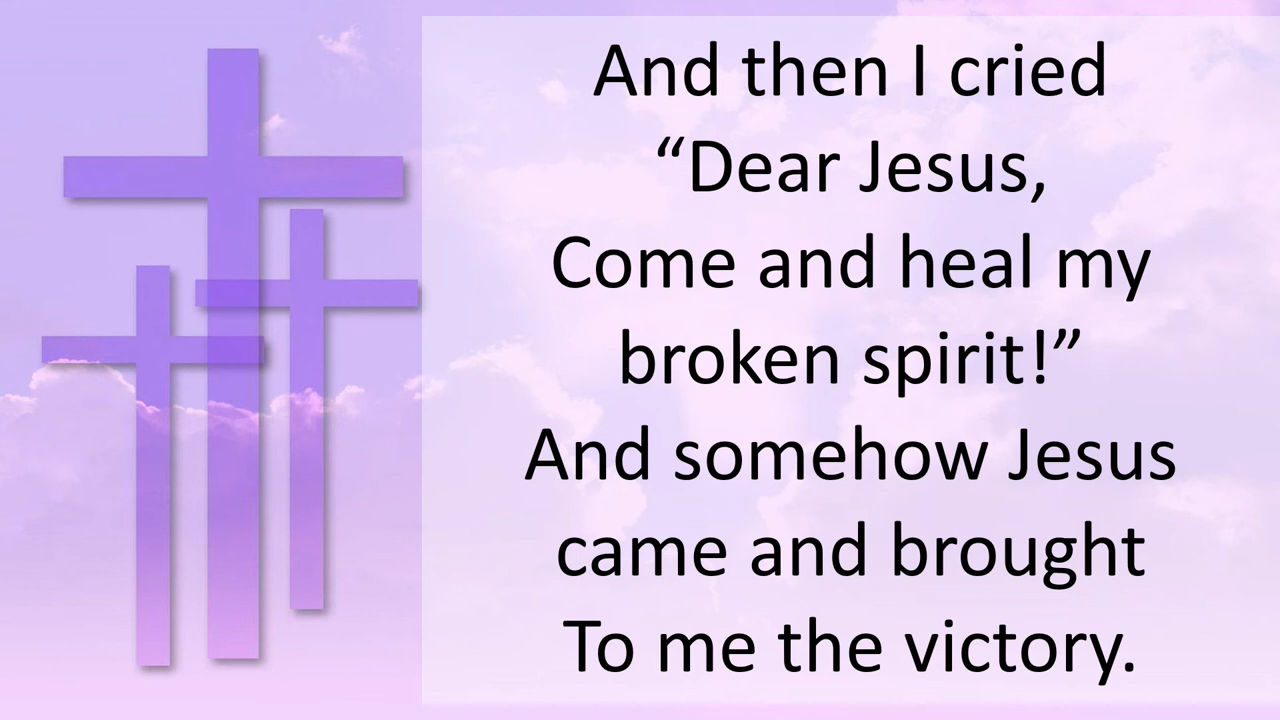 And then I cried
“Dear Jesus,
Come and heal my
broken spirit!”
And somehow Jesus
came and brought
To me the victory.